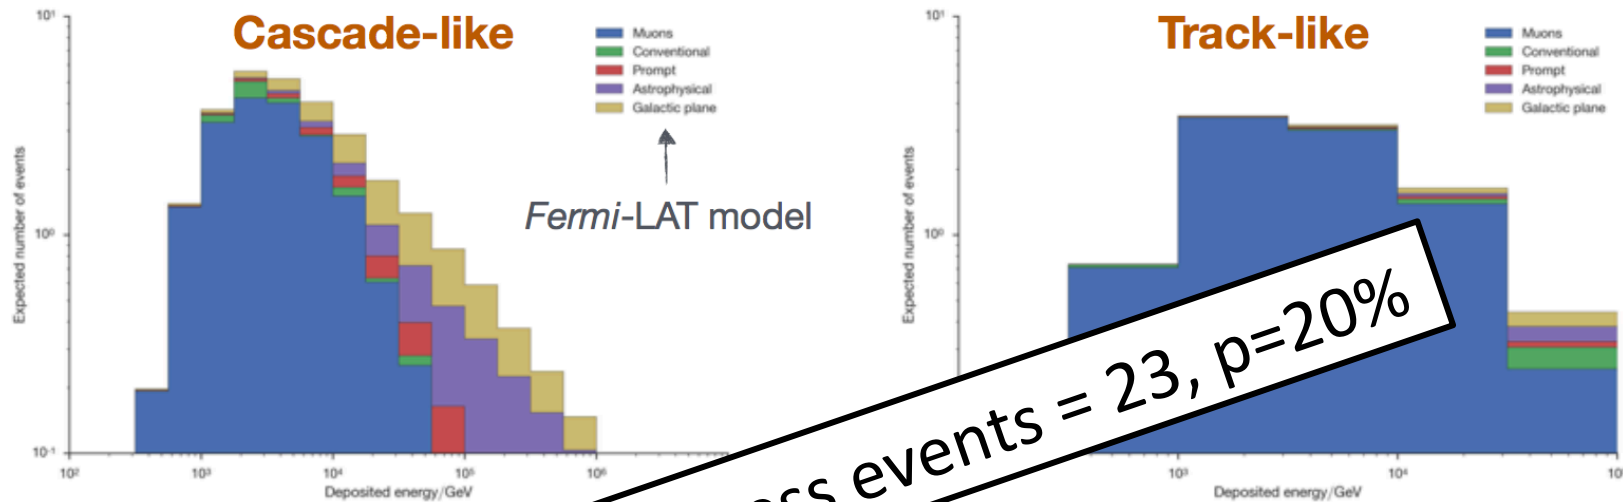 Cascade-like
10¹
10⁰
10⁻¹
Expected number of events
Muons
Conventional
Prompt
Astrophysical
Galactic plane
Fermi-LAT model
10²
10³
10⁴
10⁵
10⁶
Deposited energy/GeV
Track-like
10¹
10⁰
Expected number of events
Muons
Conventional
Prompt
Astrophysical
Galactic plane
10³
10⁴
Deposited energy/GeV
events = 23, p=20%